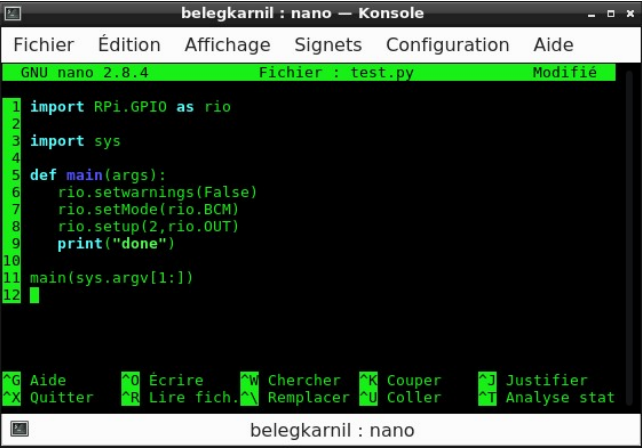 belegkarnil : nano — Konsole
Fichier Édition Affichage Signets Configuration Aide
GNU nano 2.8.4 Fichier : test.py Modifié
1 import RPi.GPIO as rio
2
3 import sys
4
5 def main(args):
6 rio.setwarnings(False)
7 rio.setMode(rio.BCM)
8 rio.setup(2,rio.OUT)
9 print("done")
10
11 main(sys.argv[1:])
12
^G Aide ^O Écrire ^W Chercher ^K Couper ^J Justifier
^X Quitter ^R Lire fich. ^\ Remplacer ^U Coller ^T Analyse stat
belegkarnil : nano